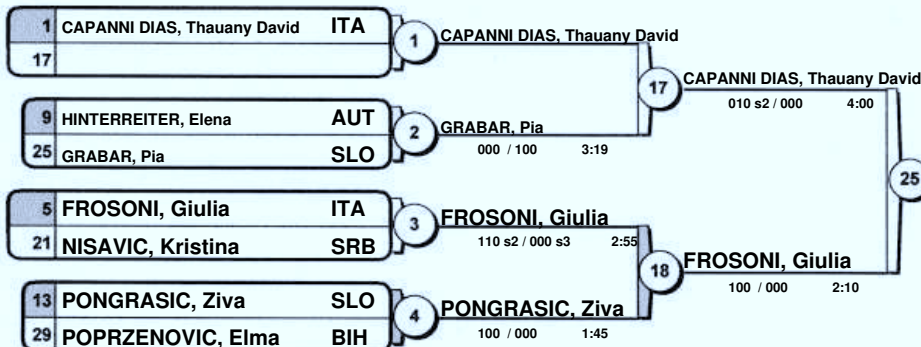 1 CAPANNI DIAS, Thauany David ITA
17
1
CAPANNI DIAS, Thauany David
9 HINTERREITER, Elena AUT
25 GRABAR, Pia SLO
2
GRABAR, Pia
000 / 100 3:19
17
CAPANNI DIAS, Thauany David
010 s2 / 000 4:00
5 FROSONI, Giulia ITA
21 NISAVIC, Kristina SRB
3
FROSONI, Giulia
110 s2 / 000 s3 2:55
13 PONGRASIC, Ziva SLO
29 POPRZENOVIC, Elma BIH
4
PONGRASIC, Ziva
100 / 000 1:45
18
FROSONI, Giulia
100 / 000 2:10
25